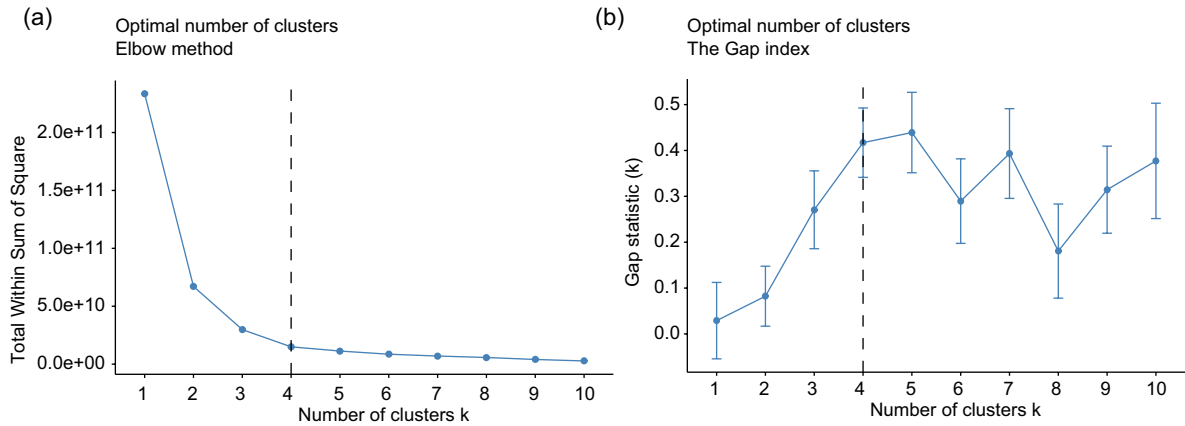 (a)
Optimal number of clusters
Elbow method
Total Within Sum of Square
2.0e+11
1.5e+11
1.0e+11
5.0e+10
0.0e+00
1 2 3 4 5 6 7 8 9 10
Number of clusters k
(b)
Optimal number of clusters
The Gap index
Gap statistic (k)
0.5
0.4
0.3
0.2
0.1
0.0
1 2 3 4 5 6 7 8 9 10
Number of clusters k